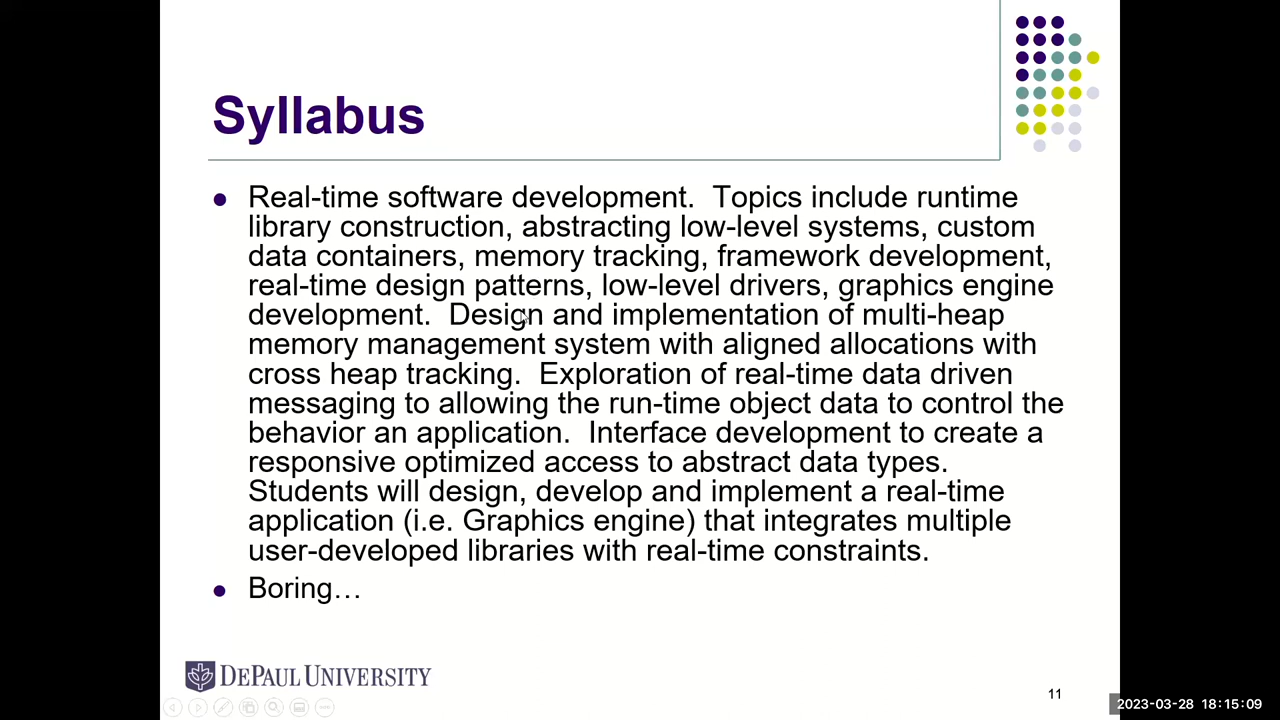 Syllabus
Real-time software development.  Topics include runtime
library construction, abstracting low-level systems, custom
data containers, memory tracking, framework development,
real-time design patterns, low-level drivers, graphics engine
development.  Design and implementation of multi-heap
memory management system with aligned allocations with
cross heap tracking.  Exploration of real-time data driven
messaging to allowing the run-time object data to control the
behavior an application.  Interface development to create a
responsive optimized access to abstract data types.
Students will design, develop and implement a real-time
application (i.e. Graphics engine) that integrates multiple
user-developed libraries with real-time constraints.
Boring…
DEPAUL UNIVERSITY
11
2023-03-28 18:15:09